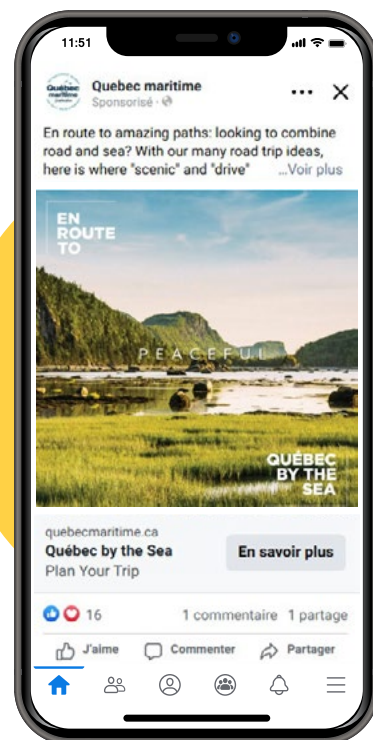 11:51
Québec
maritime
Quebec maritime
Sponsorisé ·
En route to amazing paths: looking to combine
road and sea? With our many road trip ideas,
here is where "scenic" and "drive" ...Voir plus
EN
ROUTE
TO
PEACEFUL
QUÉBEC
BY THE
SEA
quebecmaritime.ca
Québec by the Sea
Plan Your Trip
En savoir plus
16 1 commentaire 1 partage
J'aime Commenter Partager